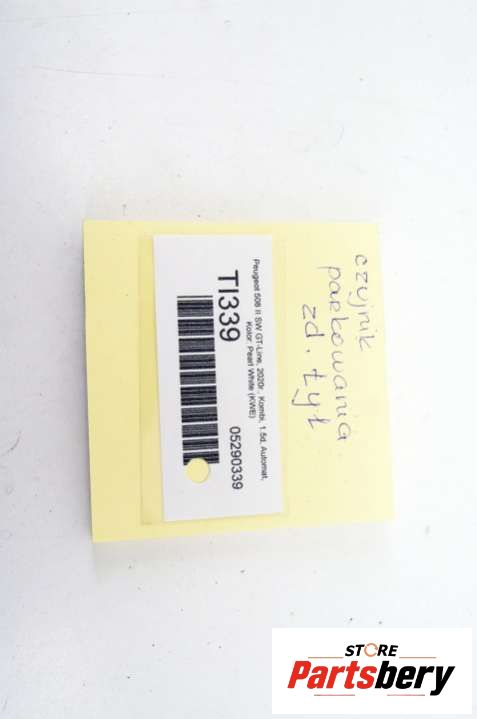 czujnik
parkowania
zd. tył
Peugeot 508 II SW GT-Line, 2020r., Kombi, 1.5d, Automat,
Kolor: Pearl White (KWE)
TI339
05290339
STORE
Partsbery